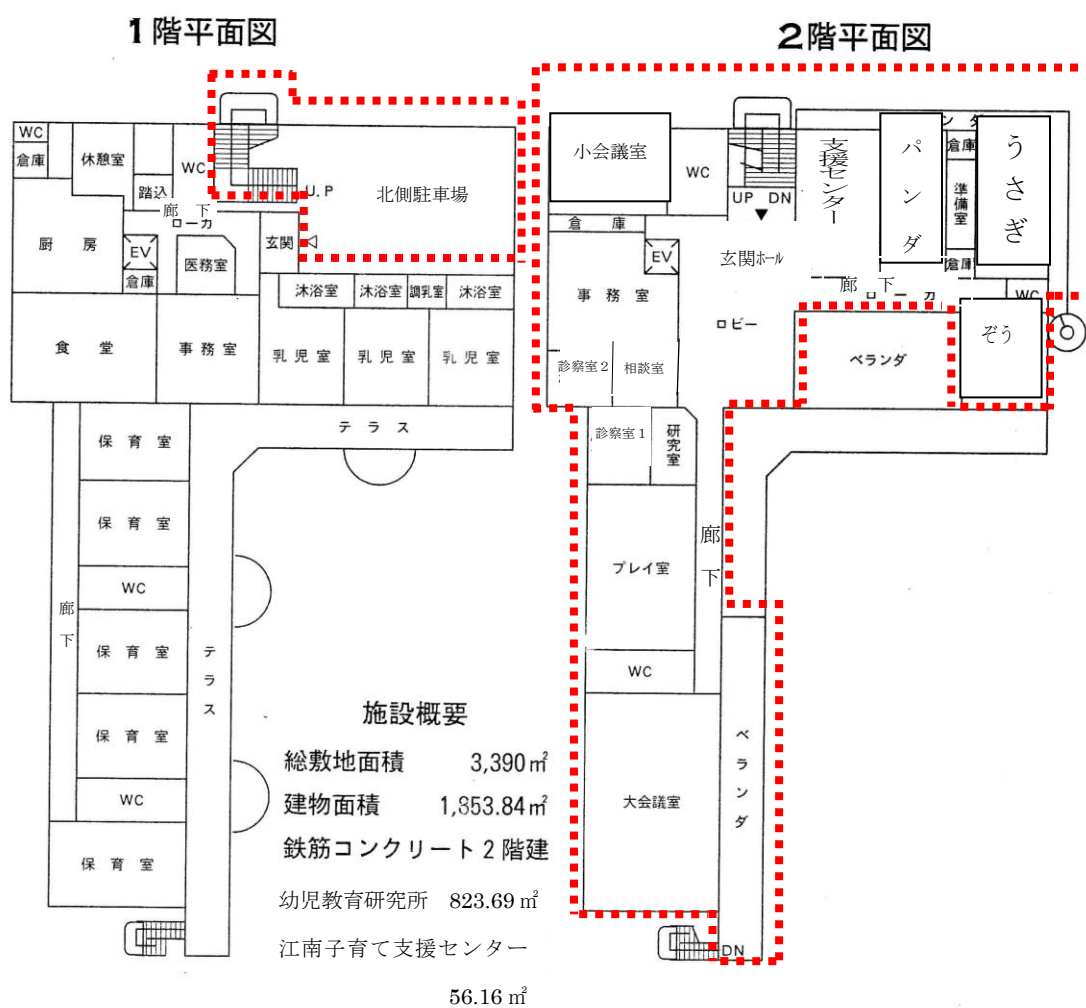 1階平面図
WC
倉庫
休憩室
踏込
WC
U.P
北側駐車場
廊下
ローカ
厨房
EV
倉庫
医務室
玄関
沐浴室
沐浴室
調乳室
沐浴室
食堂
事務室
乳児室
乳児室
乳児室
テラス
保育室
保育室
WC
廊下
保育室
テラス
保育室
WC
保育室
施設概要
総敷地面積 3,390㎡
建物面積 1,853.84㎡
鉄筋コンクリート2階建
幼児教育研究所 823.69㎡
江南子育て支援センター
56.16㎡
2階平面図
小会議室
WC
UP DN
支援センター
パンダ
ンダ
倉庫
準備室
倉庫
うさぎ
倉庫
EV
玄関ホール
廊下
ローカ
WC
事務室
ロビー
ベランダ
ぞう
診察室2
相談室
診察室1
研究室
プレイ室
廊下
WC
大会議室
ベランダ
DN